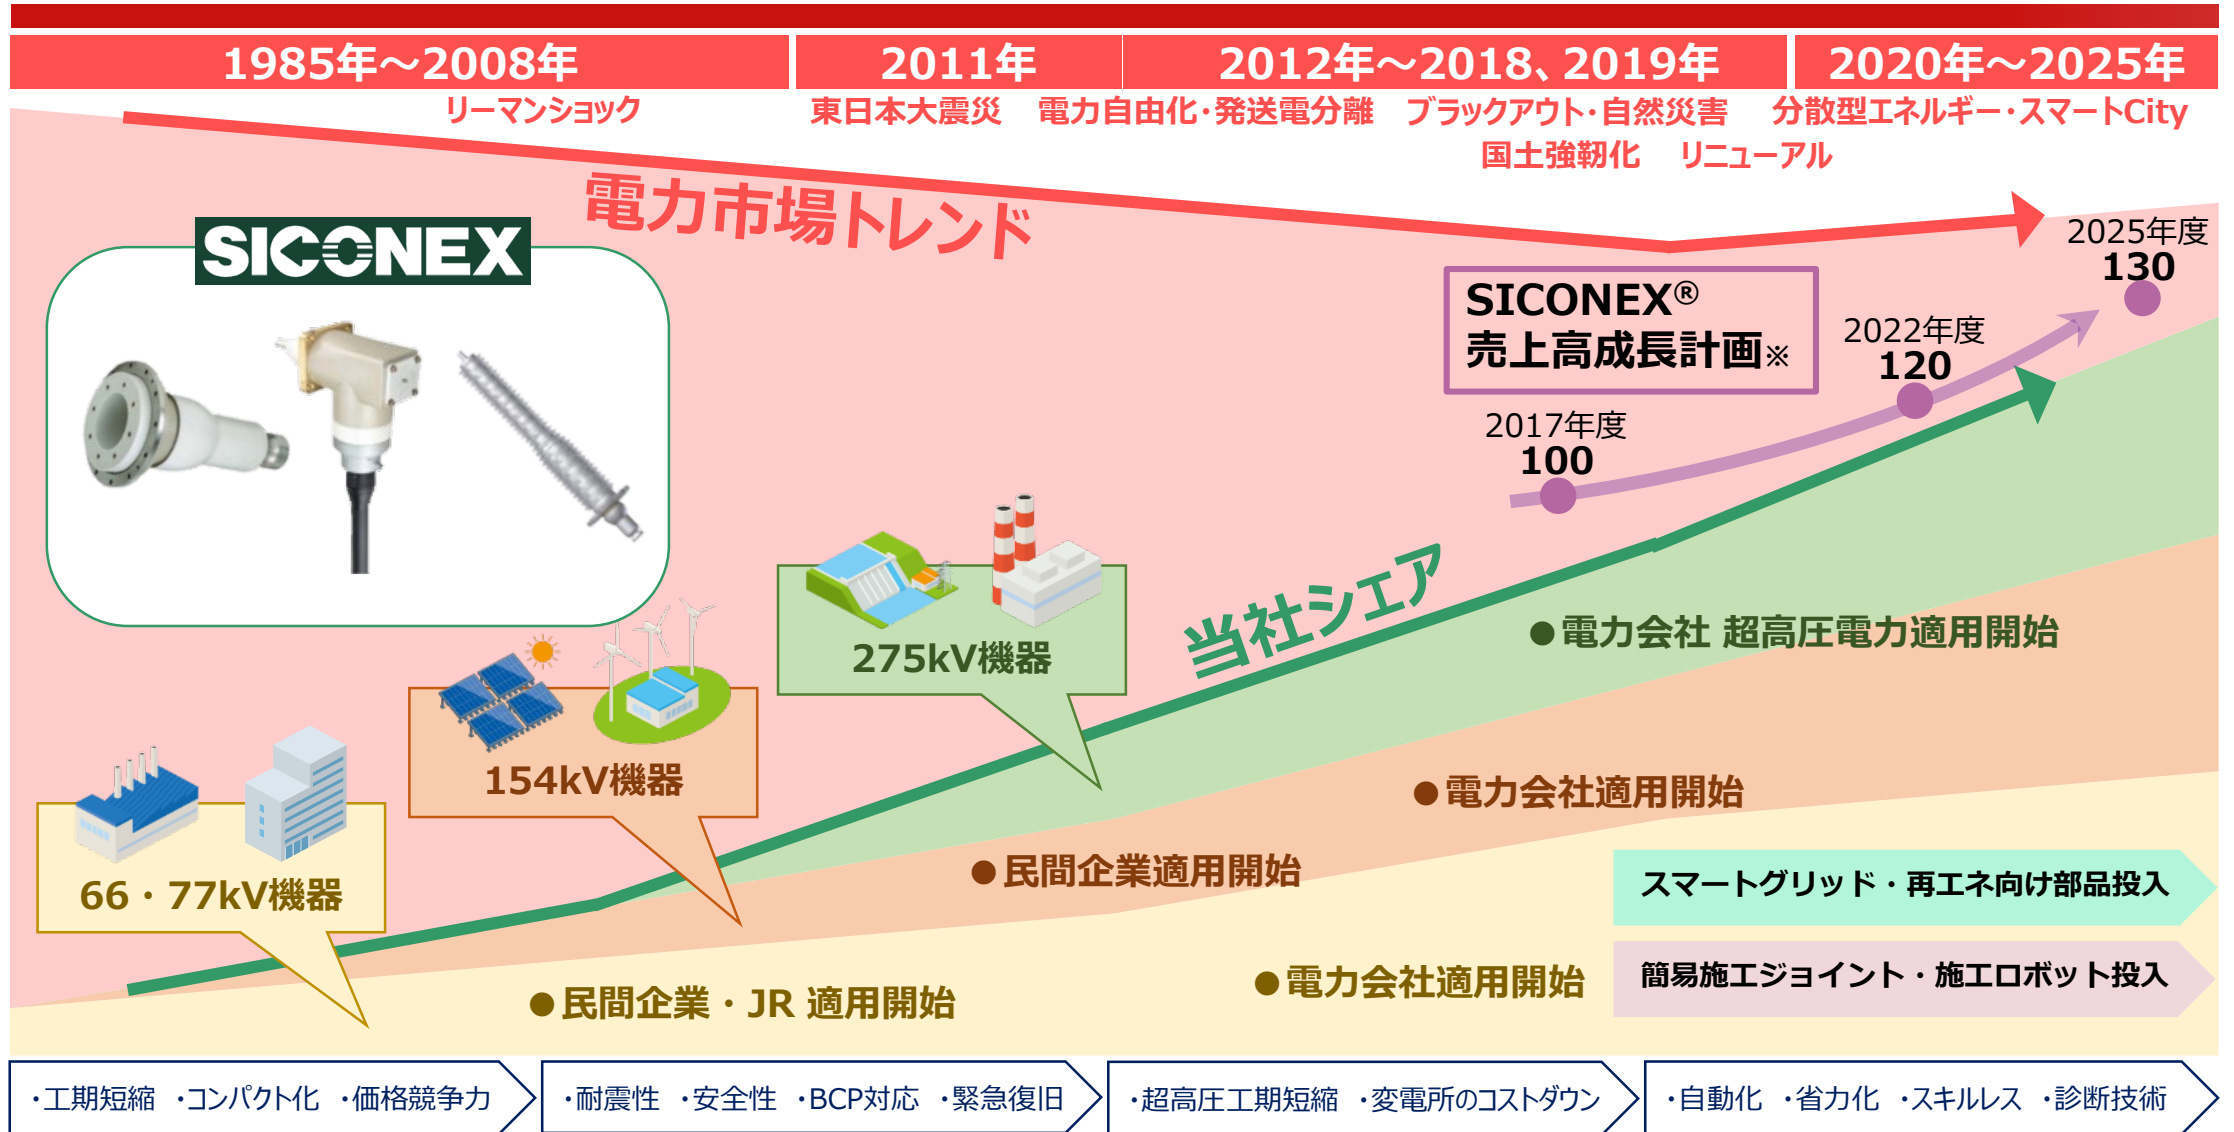 1985年～2008年
2011年
2012年～2018、2019年
2020年～2025年
リーマンショック
東日本大震災
電力自由化・発送電分離
ブラックアウト・自然災害
分散型エネルギー・スマートCity
国土強靭化
リニューアル
電力市場トレンド
SICONEX
2025年度
130
SICONEX®
売上高成長計画※
2022年度
120
2017年度
100
当社シェア
275kV機器
●電力会社 超高圧電力適用開始
154kV機器
●電力会社適用開始
●民間企業適用開始
66・77kV機器
スマートグリッド・再エネ向け部品投入
●電力会社適用開始
簡易施工ジョイント・施工ロボット投入
●民間企業・JR 適用開始
・工期短縮 ・コンパクト化 ・価格競争力
・耐震性 ・安全性 ・BCP対応 ・緊急復旧
・超高圧工期短縮 ・変電所のコストダウン
・自動化 ・省力化 ・スキルレス ・診断技術